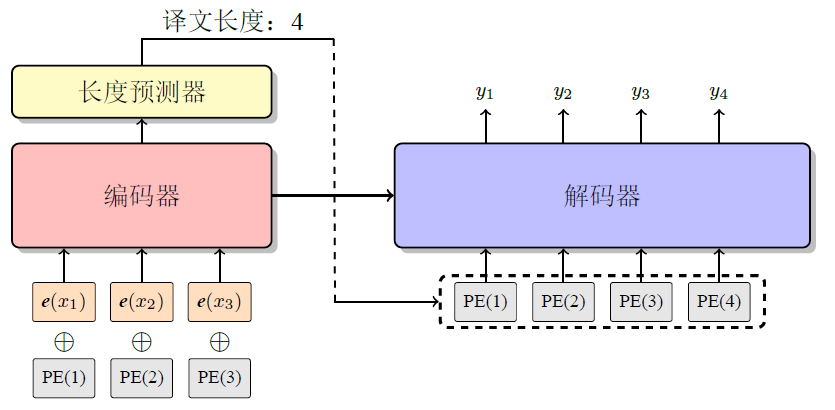 译文长度：4
长度预测器
y1 y2 y3 y4
编码器
解码器
e(x1) e(x2) e(x3)
PE(1) PE(2) PE(3) PE(4)
PE(1) PE(2) PE(3)